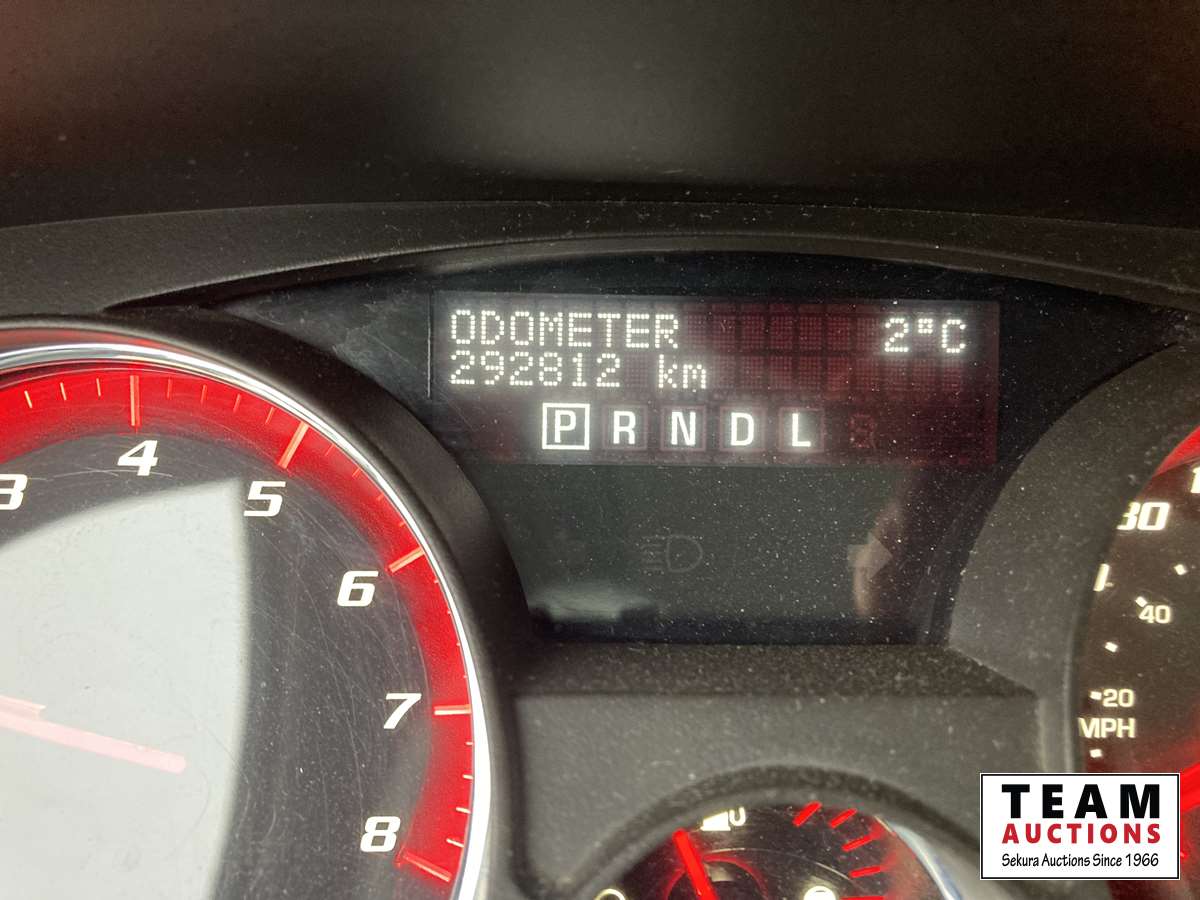 ODOMETER 2°C
292812 km
P R N D L
3
4
5
6
7
8
80
40
20
MPH
TEAM
AUCTIONS
Sekura Auctions Since 1966